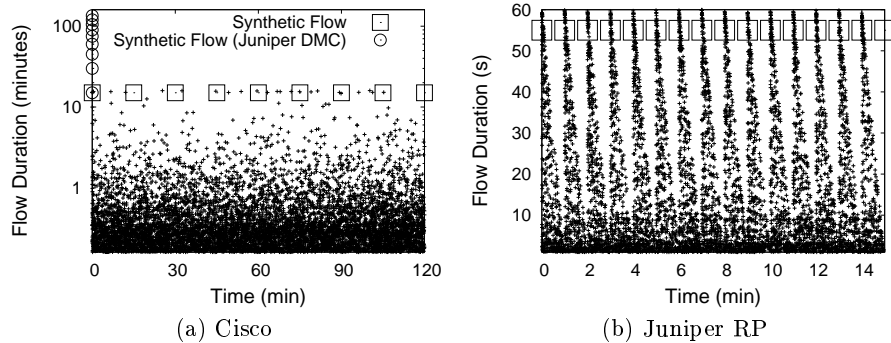 Synthetic Flow
Synthetic Flow (Juniper DMC)
Flow Duration (minutes)
100
10
1
0 30 60 90 120
Time (min)
(a) Cisco
Flow Duration (s)
60
50
40
30
20
10
0 2 4 6 8 10 12 14
Time (min)
(b) Juniper RP